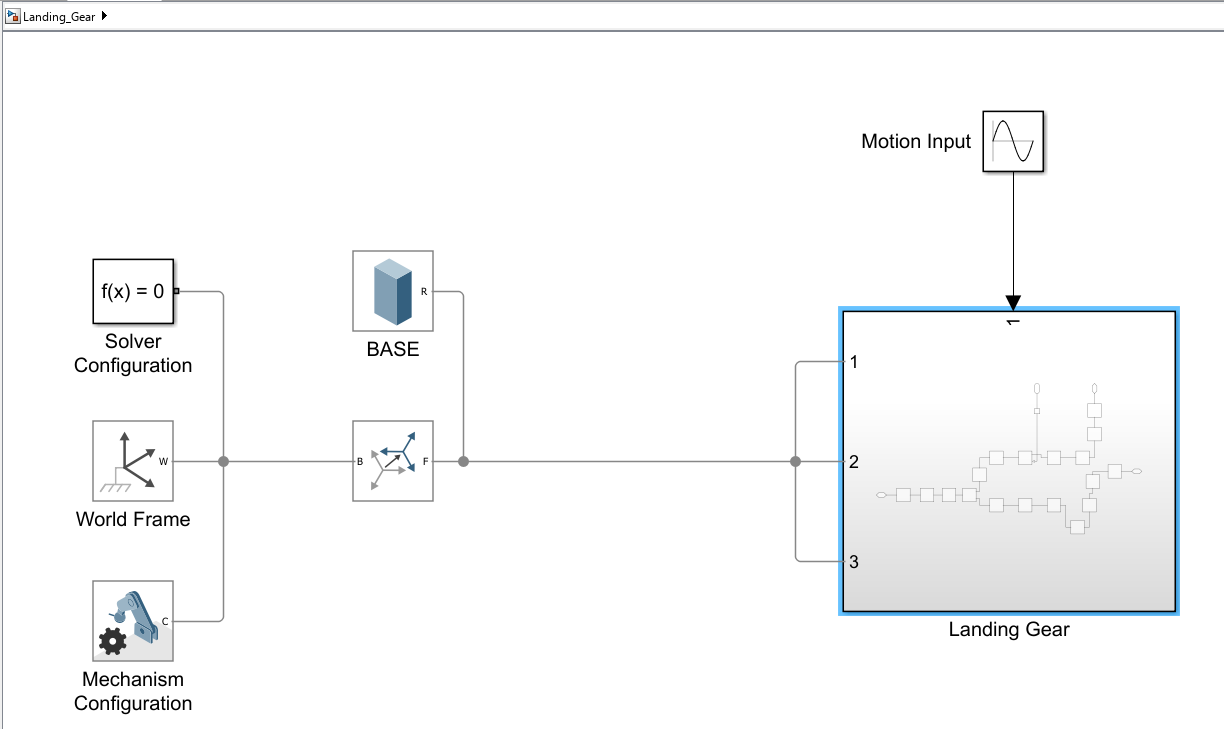 Landing_Gear
Motion Input
1
f(x) = 0
Solver
Configuration
R
BASE
W
World Frame
B
F
C
Mechanism
Configuration
1
2
3
Landing Gear